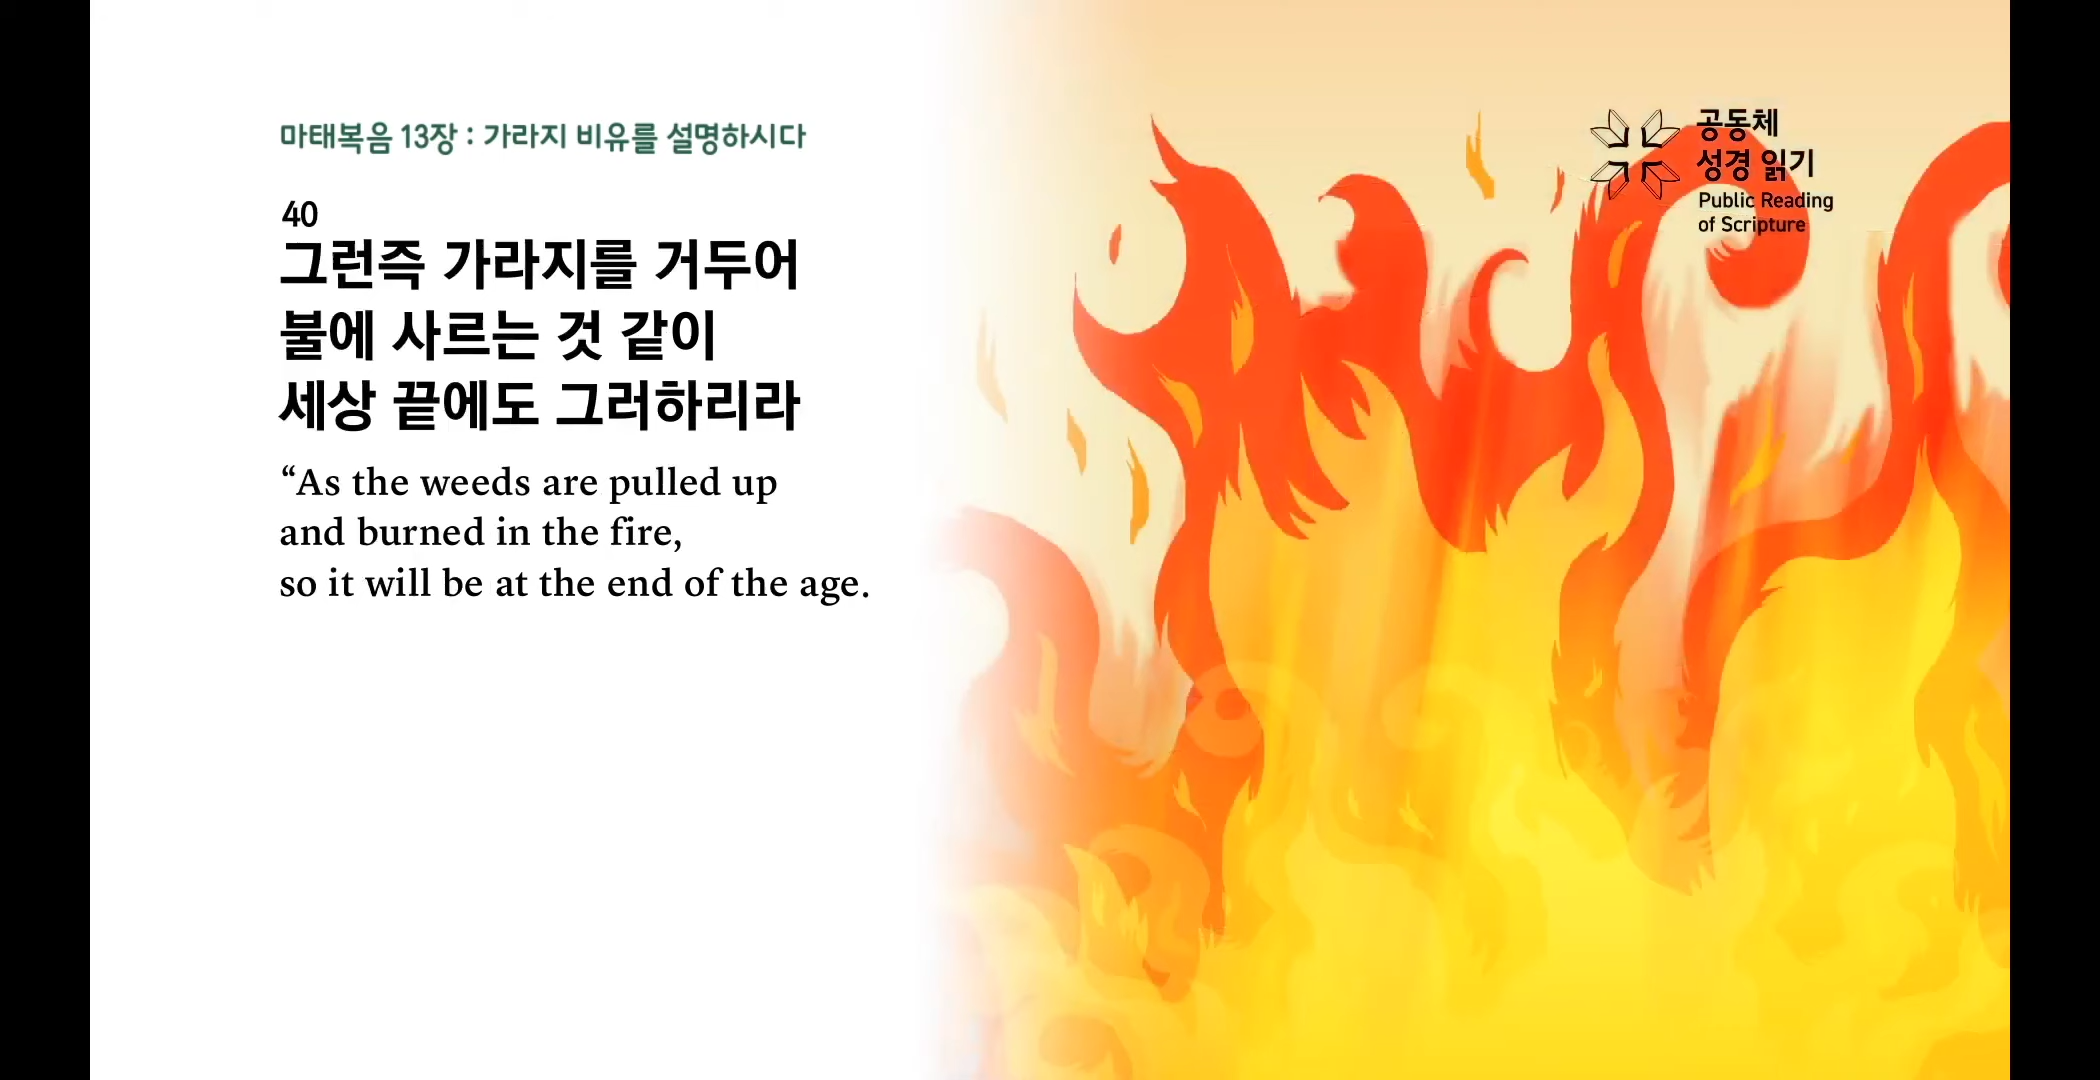 마태복음 13장 : 가라지 비유를 설명하시다
40
그런즉 가라지를 거두어
불에 사르는 것 같이
세상 끝에도 그러하리라
“As the weeds are pulled up
and burned in the fire,
so it will be at the end of the age.
공동체
성경 읽기
Public Reading
of Scripture